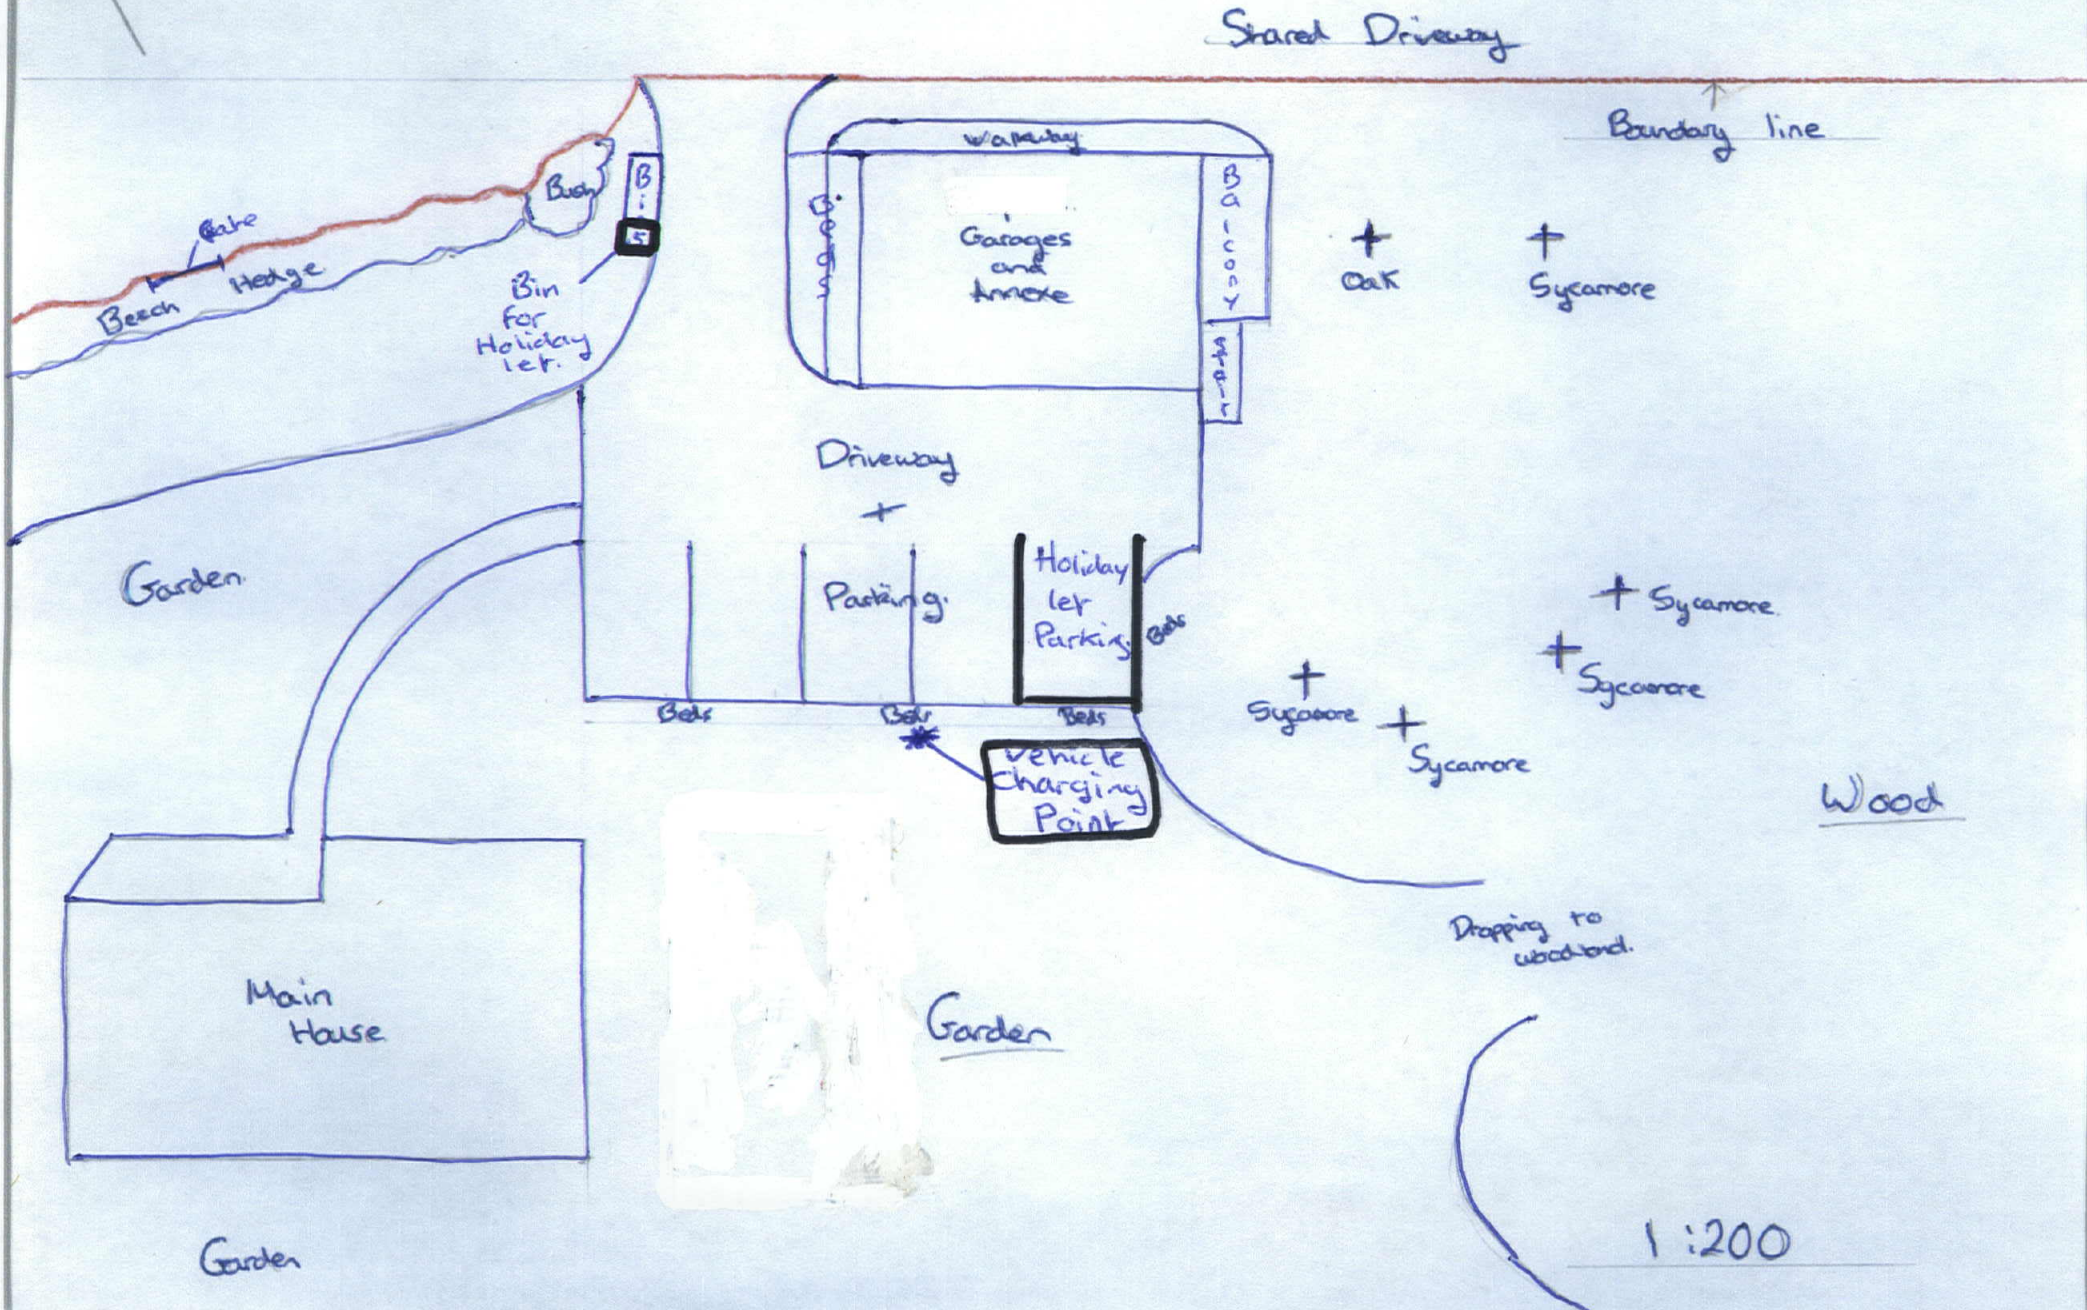 Shared Driveway
Boundary line
Walkway
Bush
Bins
Gate
Beech Hedge
Bin
for
Holiday
let.
Garages
and
Annexe
Balcony
Oak
Sycamore
Stair
Driveway
Garden
Parking.
Holiday
let
Parking
Beds
Sycamore
Sycamore
Sycamore
Sycamore
Beds
Beds
Beds
Vehicle
Charging
Point
Wood
Dropping to
woodland.
Main
House
Garden
Garden
1:200